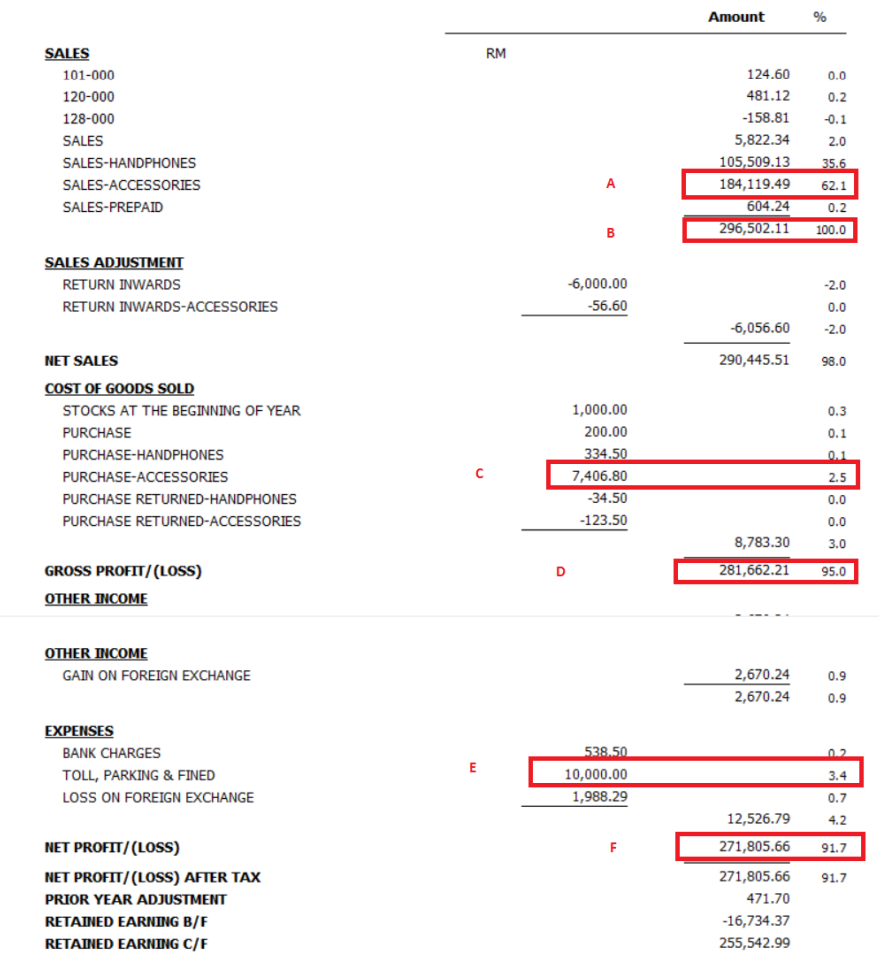 Amount %
SALES RM
101-000 124.60 0.0
120-000 481.12 0.2
128-000 -158.81 -0.1
SALES 5,822.34 2.0
SALES-HANDPHONES 105,509.13 35.6
SALES-ACCESSORIES A 184,119.49 62.1
SALES-PREPAID 604.24 0.2
B 296,502.11 100.0
SALES ADJUSTMENT
RETURN INWARDS -6,000.00 -2.0
RETURN INWARDS-ACCESSORIES -56.60 0.0
-6,056.60 -2.0
NET SALES 290,445.51 98.0
COST OF GOODS SOLD
STOCKS AT THE BEGINNING OF YEAR 1,000.00 0.3
PURCHASE 200.00 0.1
PURCHASE-HANDPHONES 334.50 0.1
PURCHASE-ACCESSORIES C 7,406.80 2.5
PURCHASE RETURNED-HANDPHONES -34.50 0.0
PURCHASE RETURNED-ACCESSORIES -123.50 0.0
8,783.30 3.0
GROSS PROFIT/(LOSS) D 281,662.21 95.0
OTHER INCOME
OTHER INCOME
GAIN ON FOREIGN EXCHANGE 2,670.24 0.9
2,670.24 0.9
EXPENSES
BANK CHARGES 538.50 0.2
TOLL, PARKING & FINED E 10,000.00 3.4
LOSS ON FOREIGN EXCHANGE 1,988.29 0.7
12,526.79 4.2
NET PROFIT/(LOSS) F 271,805.66 91.7
NET PROFIT/(LOSS) AFTER TAX 271,805.66 91.7
PRIOR YEAR ADJUSTMENT 471.70
RETAINED EARNING B/F -16,734.37
RETAINED EARNING C/F 255,542.99